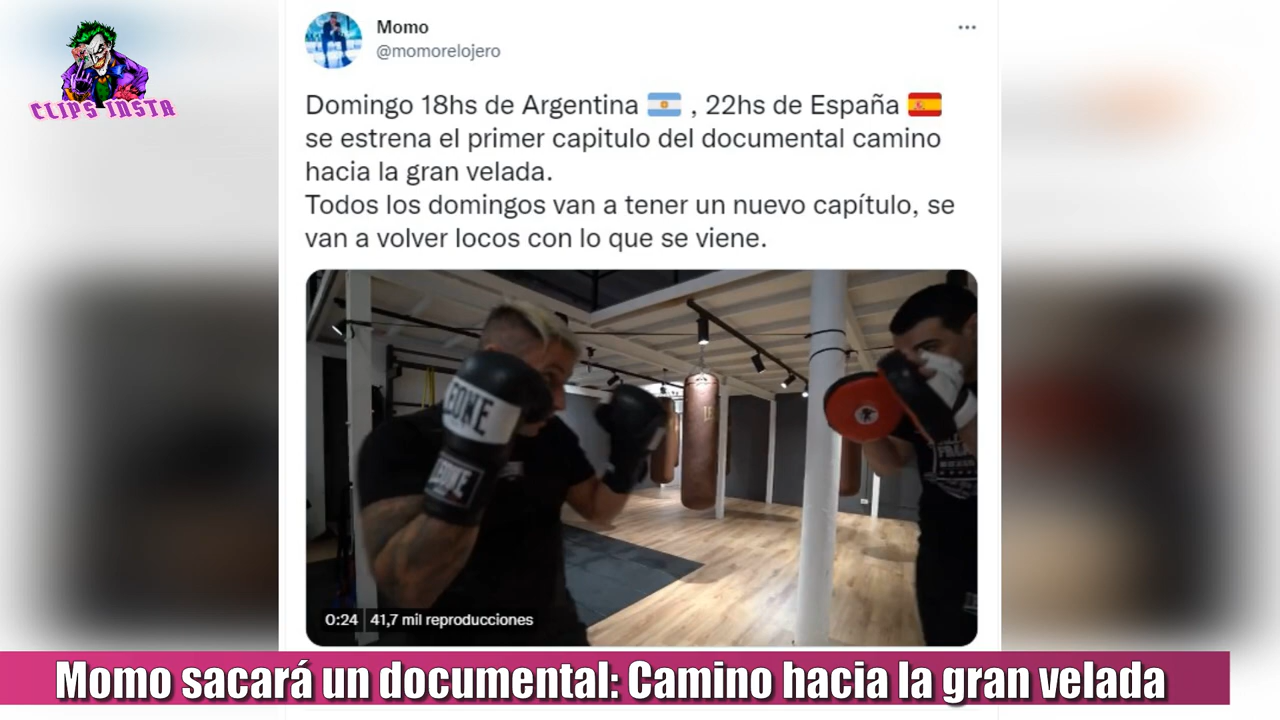 CLIPS INSTA
Momo
@momorelojero
Domingo 18hs de Argentina 🇦🇷 , 22hs de España 🇪🇸
se estrena el primer capitulo del documental camino
hacia la gran velada.
Todos los domingos van a tener un nuevo capítulo, se
van a volver locos con lo que se viene.
LEONE
LEONE
0:24 41,7 mil reproducciones
Momo sacará un documental: Camino hacia la gran velada